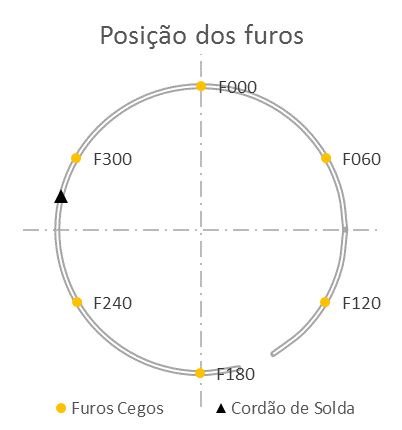 Posição dos furos
F000
F300
F060
F240
F120
F180
Furos Cegos
Cordão de Solda